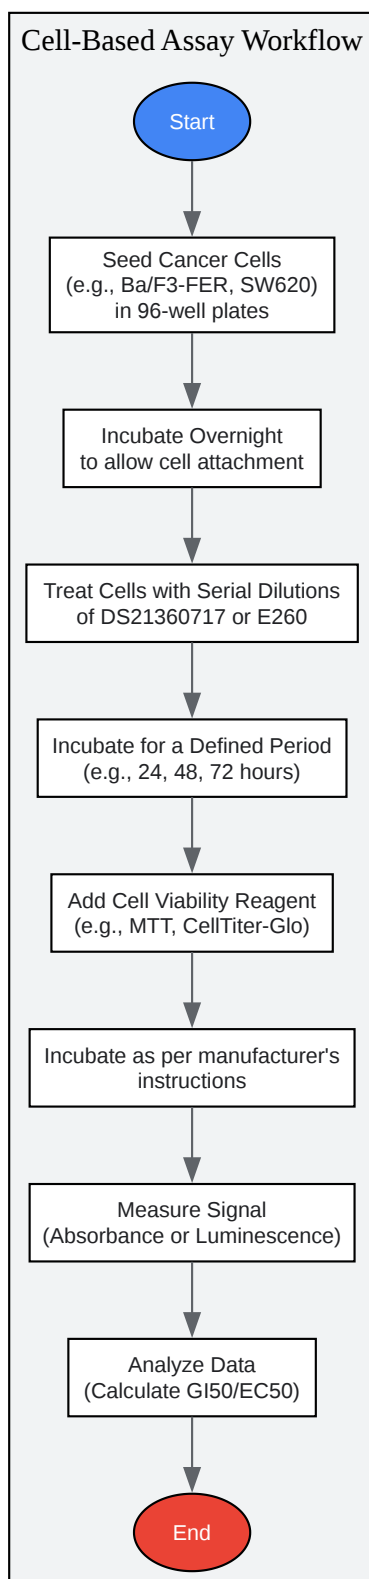 Cell-Based Assay Workflow
Start
Seed Cancer Cells
(e.g., Ba/F3-FER, SW620)
in 96-well plates
Incubate Overnight
to allow cell attachment
Treat Cells with Serial Dilutions
of DS21360717 or E260
Incubate for a Defined Period
(e.g., 24, 48, 72 hours)
Add Cell Viability Reagent
(e.g., MTT, CellTiter-Glo)
Incubate as per manufacturer's
instructions
Measure Signal
(Absorbance or Luminescence)
Analyze Data
(Calculate GI50/EC50)
End